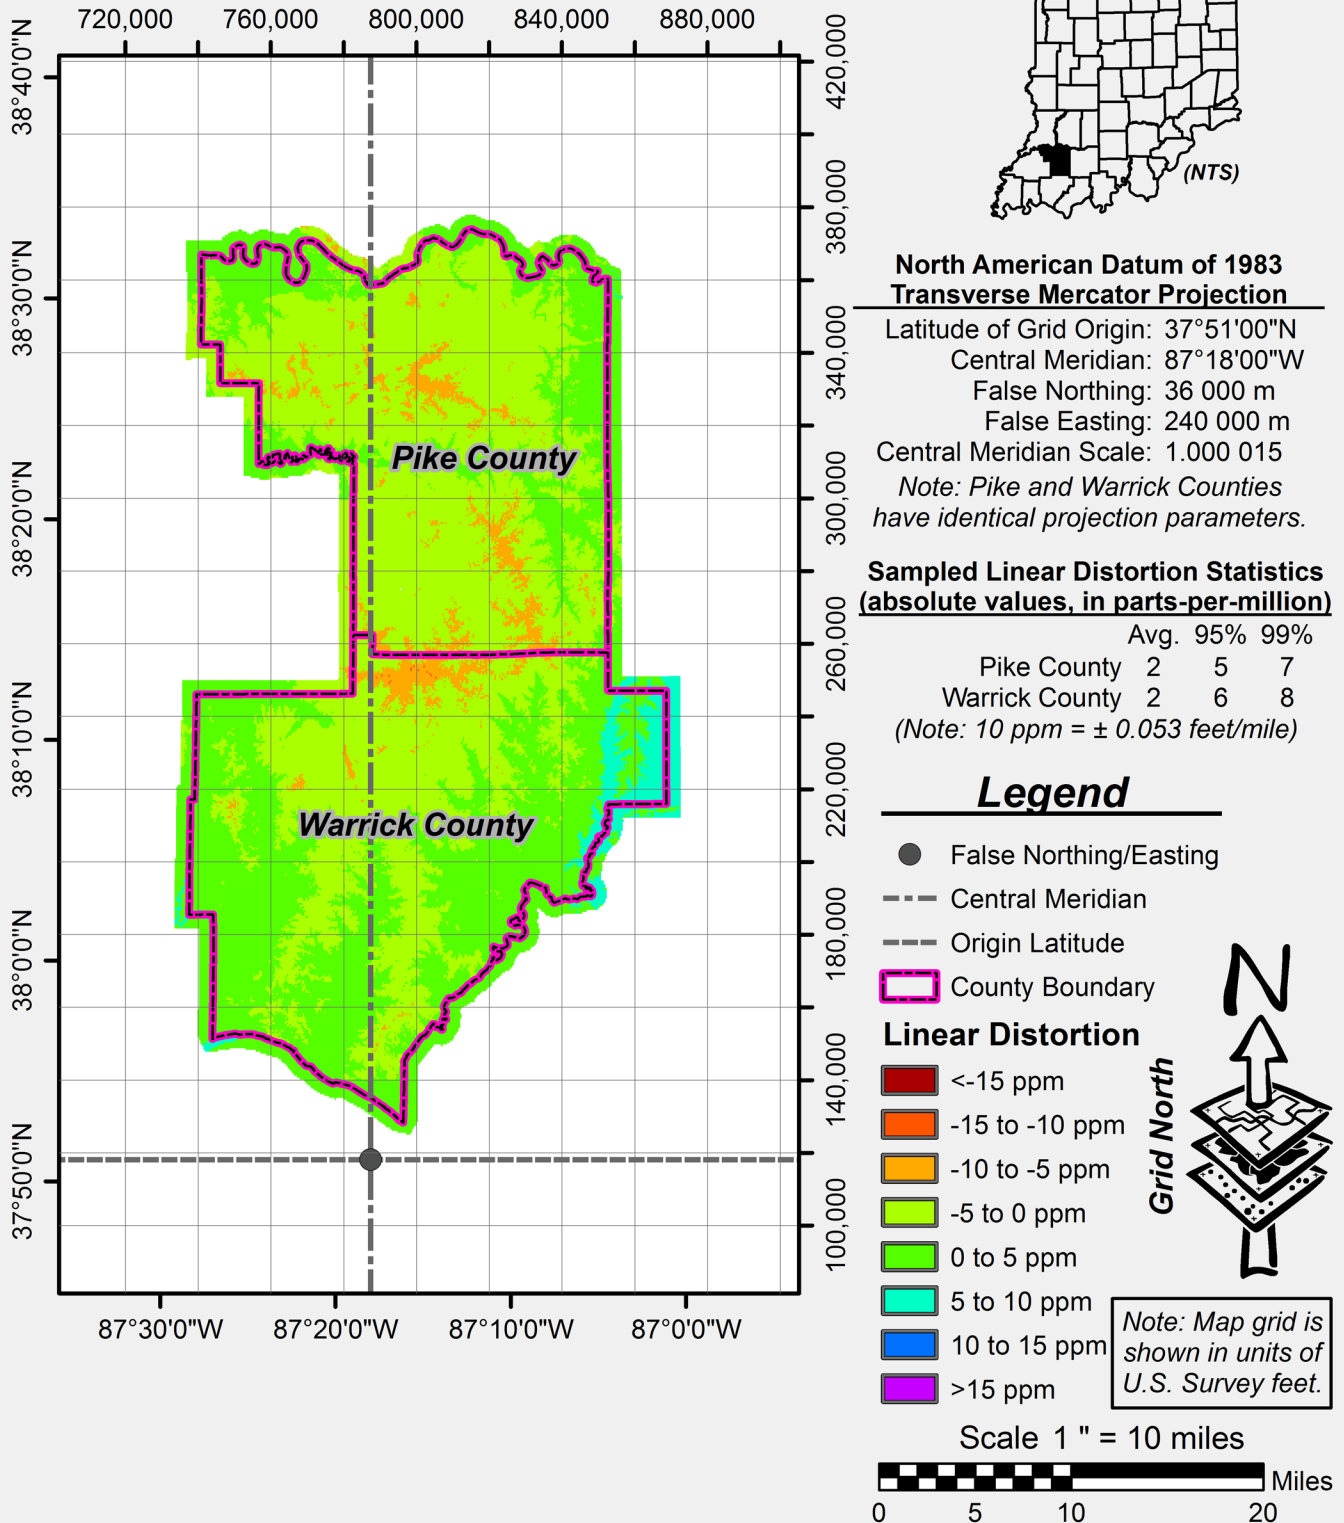 720,000 760,000 800,000 840,000 880,000
38°40'0"N
38°30'0"N
38°20'0"N
38°10'0"N
38°0'0"N
37°50'0"N
420,000
380,000
340,000
300,000
260,000
220,000
180,000
140,000
100,000
Pike County
Warrick County
87°30'0"W 87°20'0"W 87°10'0"W 87°00'0"W
(NTS)
North American Datum of 1983
Transverse Mercator Projection
Latitude of Grid Origin: 37°51'00"N
Central Meridian: 87°18'00"W
False Northing: 36 000 m
False Easting: 240 000 m
Central Meridian Scale: 1.000 015
Note: Pike and Warrick Counties
have identical projection parameters.
Sampled Linear Distortion Statistics
(absolute values, in parts-per-million)
Avg. 95% 99%
Pike County 2 5 7
Warrick County 2 6 8
(Note: 10 ppm = ± 0.053 feet/mile)
Legend
False Northing/Easting
Central Meridian
Origin Latitude
County Boundary
Linear Distortion
<-15 ppm
-15 to -10 ppm
-10 to -5 ppm
-5 to 0 ppm
0 to 5 ppm
5 to 10 ppm
10 to 15 ppm
>15 ppm
N
Grid North
Note: Map grid is
shown in units of
U.S. Survey feet.
Scale 1 " = 10 miles
Miles
0 5 10 20